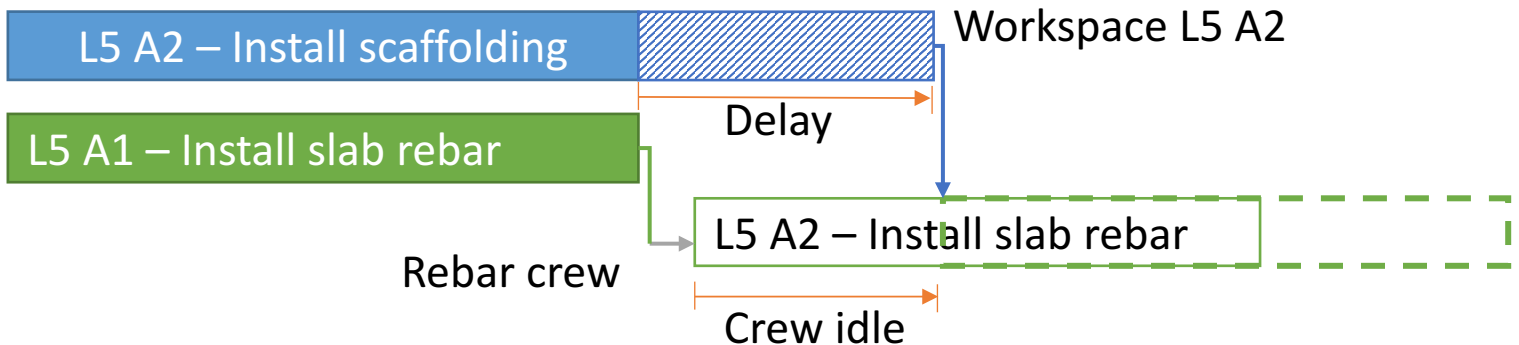 L5 A2 – Install scaffolding
Workspace L5 A2
Delay
L5 A1 – Install slab rebar
L5 A2 – Install slab rebar
Rebar crew
Crew idle